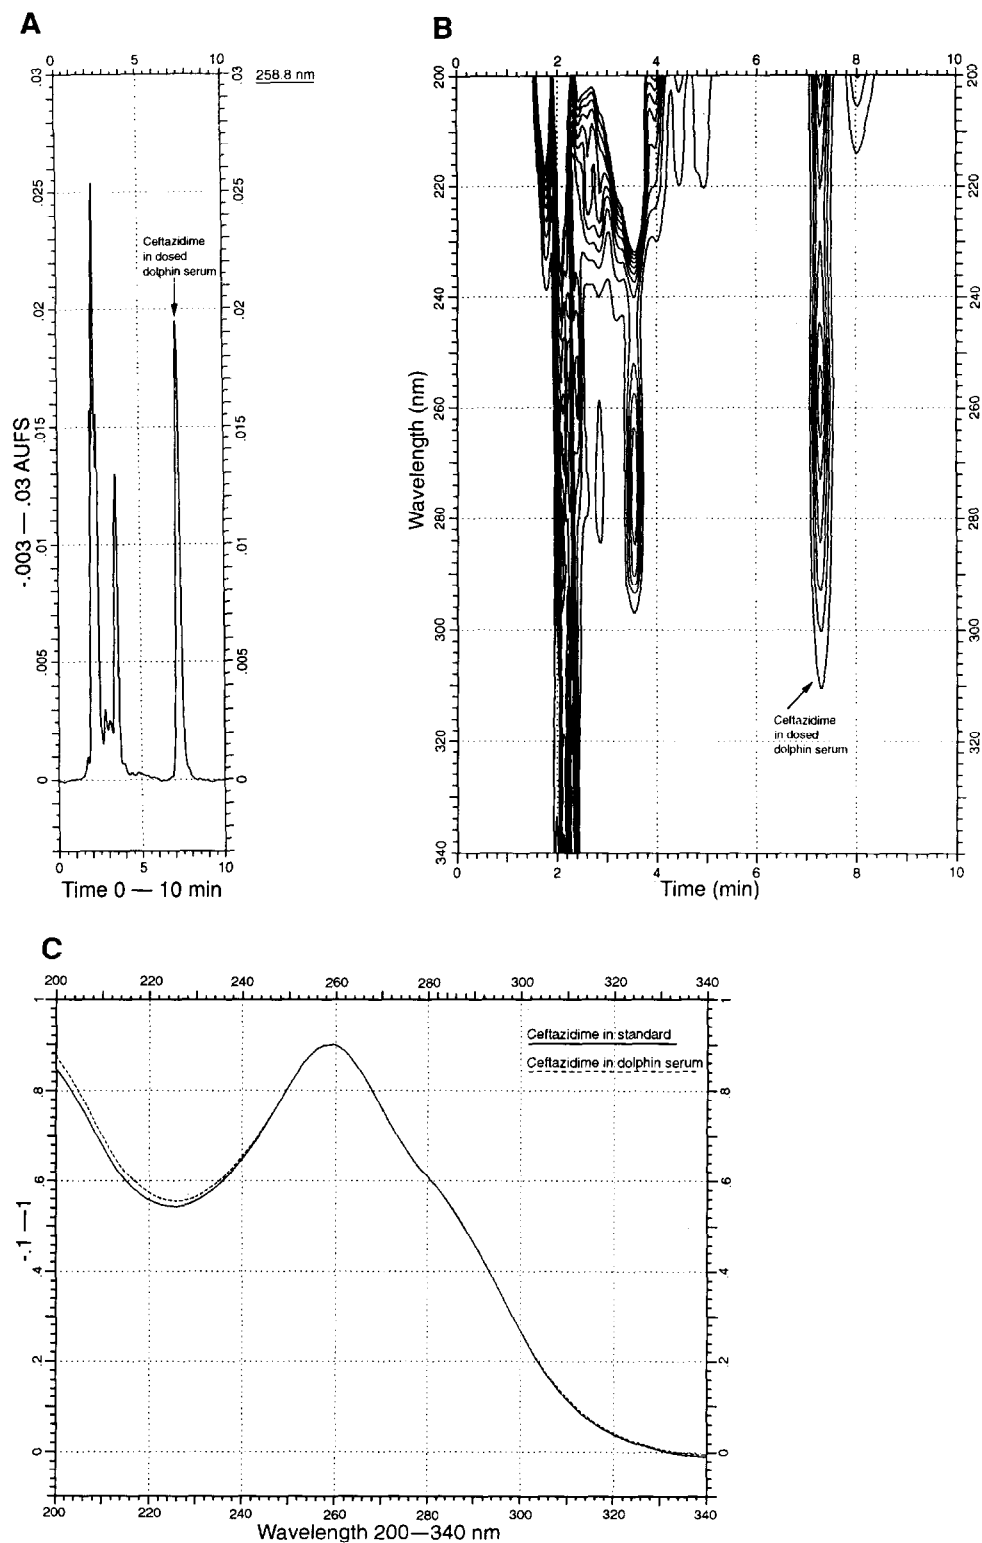 A
0 5 10
258.8 nm
.03
.03
.025
.025
Ceftazidime
in dosed
dolphin serum
.02
.02
.015
.015
-.003 — .03 AUFS
.01
.01
.005
.005
0
0
0 5 10
Time 0 — 10 min
B
0 2 4 6 8 10
200
200
220
220
240
240
Wavelength (nm)
260
260
280
280
300
300
Ceftazidime
in dosed
dolphin serum
320
320
340
0 2 4 6 8 10
Time (min)
C
200 220 240 260 280 300 320 340
1
Ceftazidime in standard
Ceftazidime in dolphin serum
.8
.8
.6
.6
-.1 — 1
.4
.4
.2
.2
0
0
200 220 240 260 280 300 320 340
Wavelength 200—340 nm